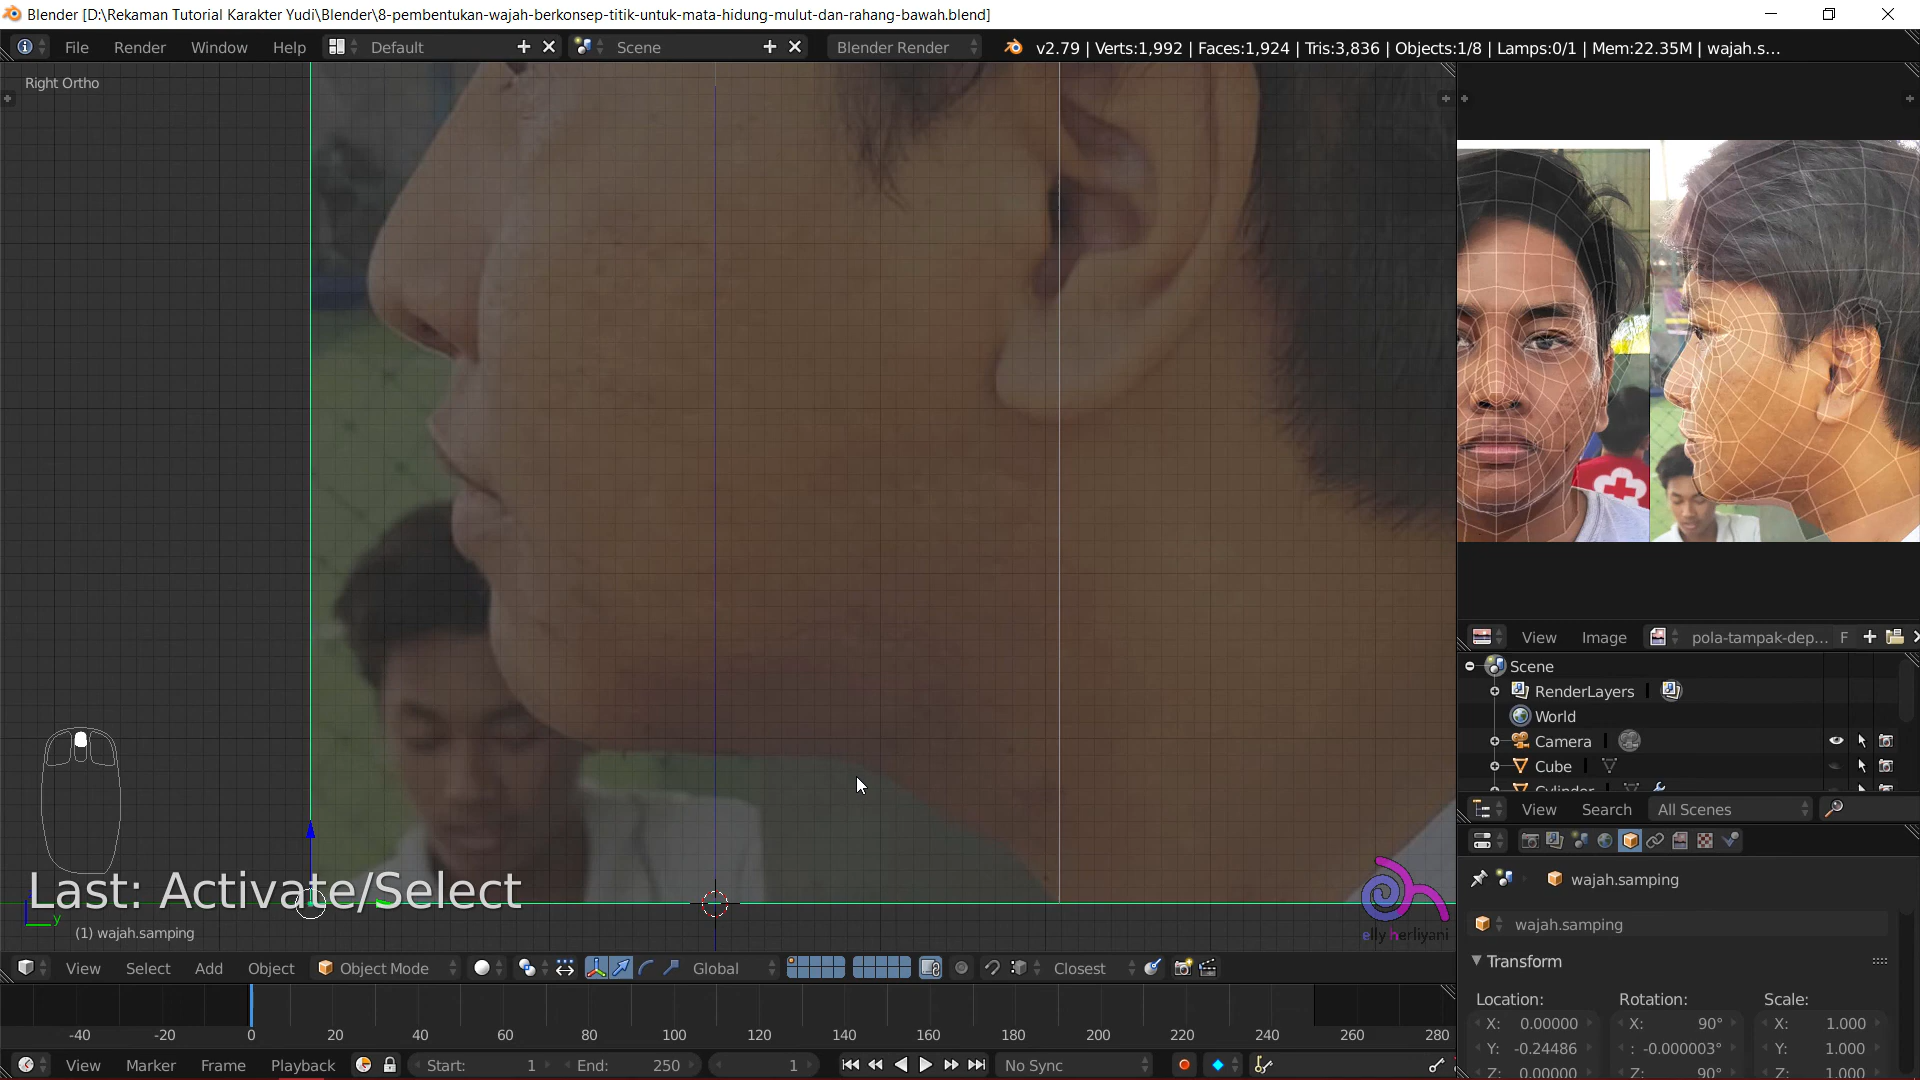 Blender [D:\Rekaman Tutorial Karakter Yudi\Blender\8-pembentukan-wajah-berkonsep-titik-untuk-mata-hidung-mulut-dan-rahang-bawah.blend]
File Render Window Help Default Scene Blender Render v2.79 | Verts:1,992 | Faces:1,924 | Tris:3,836 | Objects:1/8 | Lamps:0/1 | Mem:22.35M | wajah.s...
Right Ortho
View Image pola-tampak-dep... F
Scene
RenderLayers
World
Camera
Cube
View Search All Scenes
wajah.samping
Last: Activate/Select
y
(1) wajah.samping
elly herliyani
wajah.samping
Transform
View Select Add Object Object Mode Global Closest
Location: Rotation: Scale:
X: 0.00000 X: 90° X: 1.000
Y: -0.24486 : -0.000003° Y: 1.000
Z: 0.00000 Z: 90° Z: 1.000
-40 -20 0 20 40 60 80 100 120 140 160 180 200 220 240 260 280
View Marker Frame Playback Start: 1 End: 250 1 No Sync